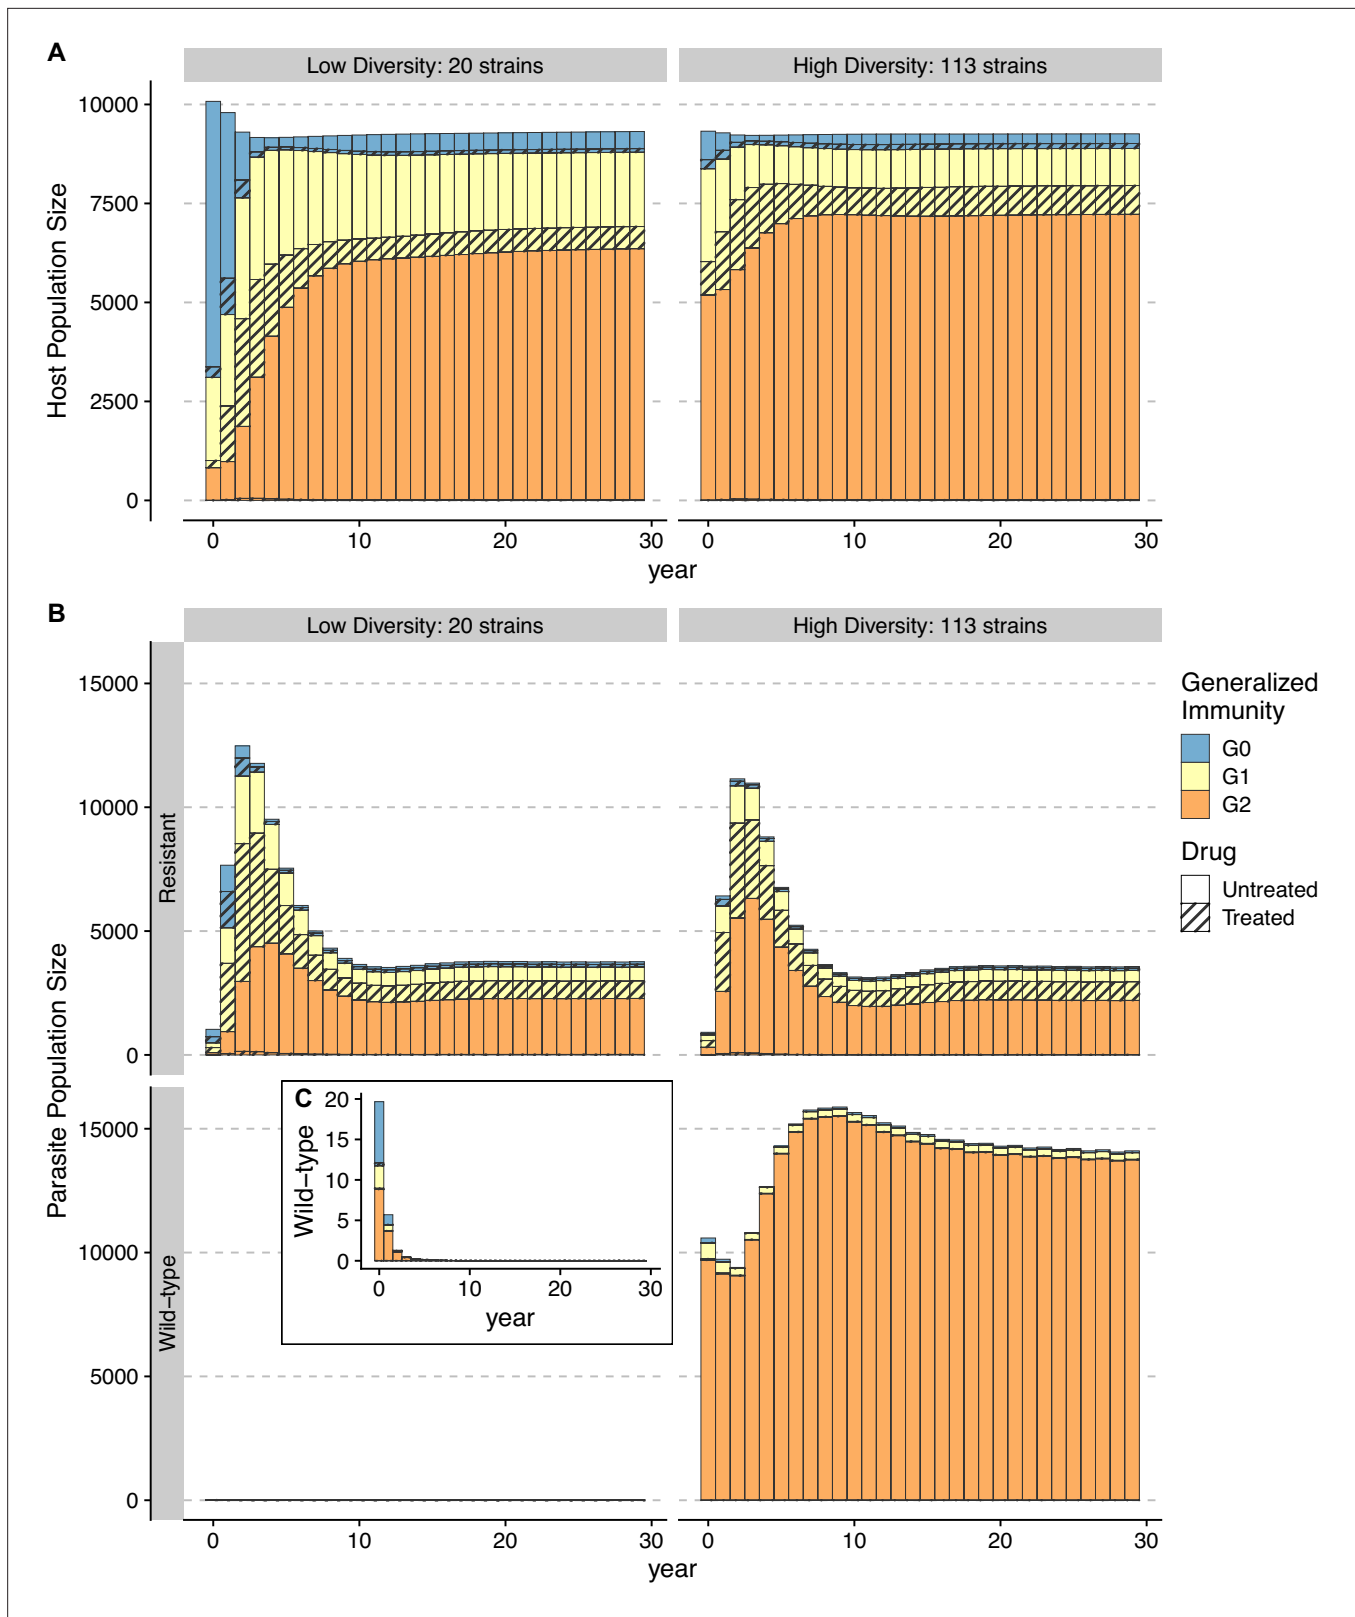 A
Low Diversity: 20 strains
High Diversity: 113 strains
Host Population Size
10000
7500
5000
2500
0
0
10
20
30
0
10
20
30
year
B
Low Diversity: 20 strains
High Diversity: 113 strains
Parasite Population Size
Resistant
15000
10000
5000
0
Wild−type
15000
10000
5000
0
C
Wild−type
20
15
10
5
0
0
10
20
30
year
0
10
20
30
0
10
20
30
year
Generalized
Immunity
G0
G1
G2
Drug
Untreated
Treated